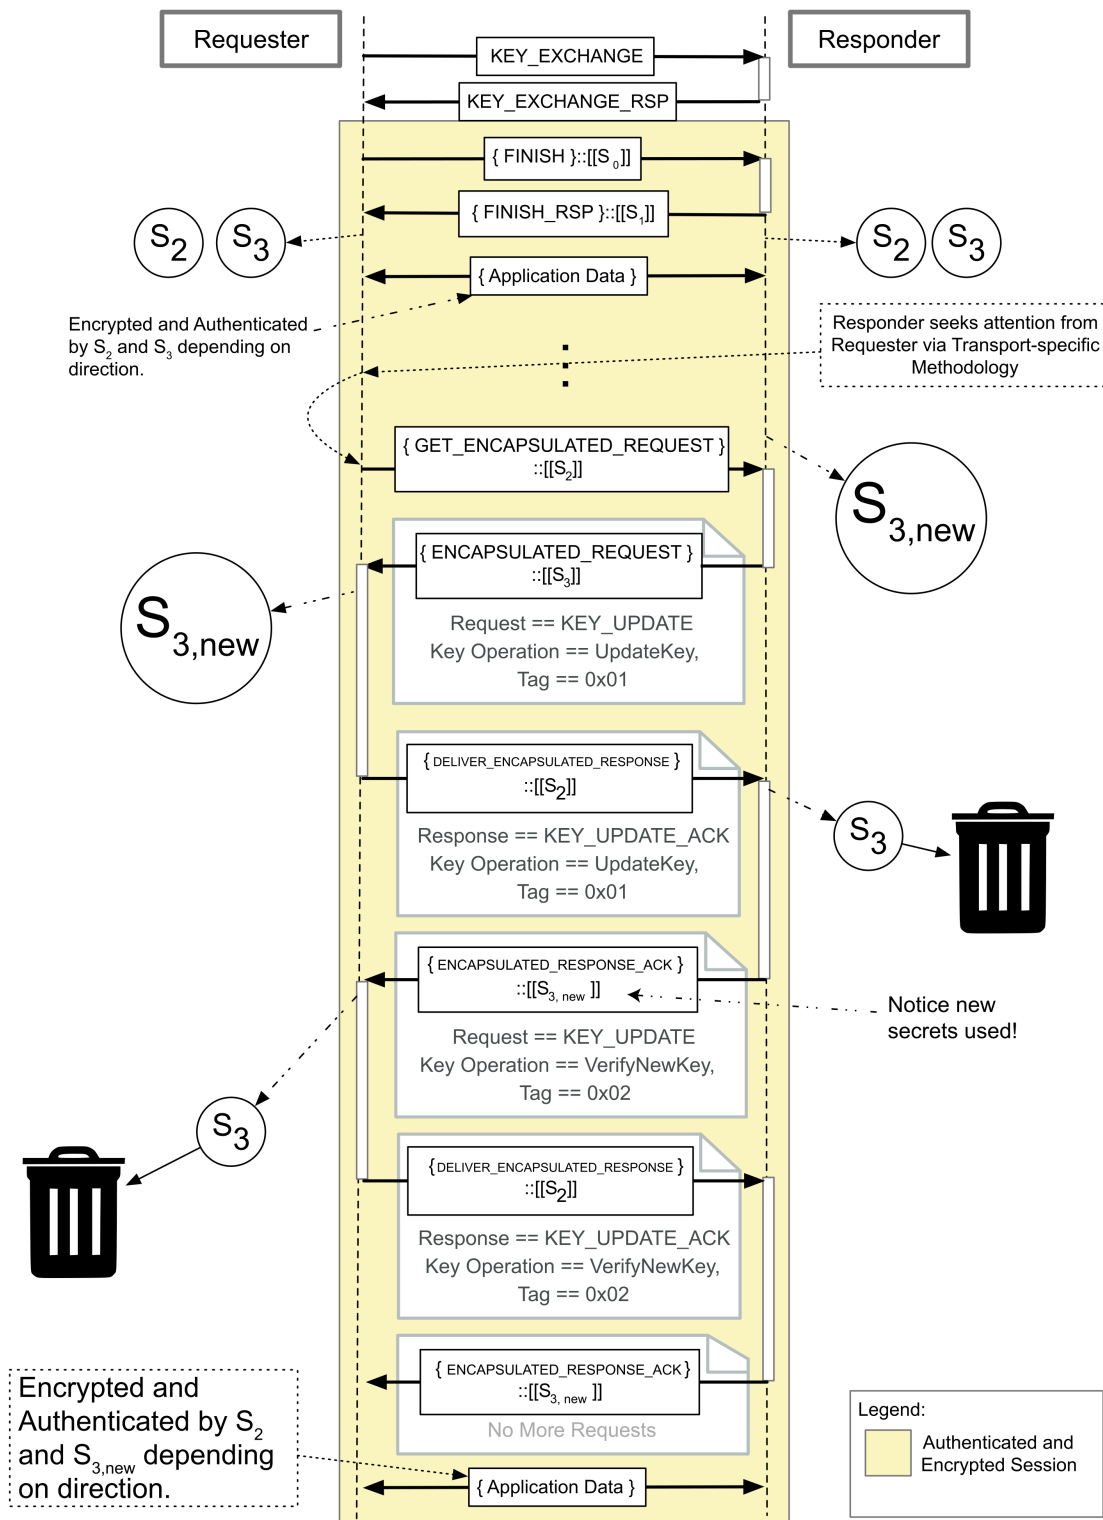 Requester
Responder
KEY_EXCHANGE
KEY_EXCHANGE_RSP
{ FINISH }::[[S0]]
{ FINISH_RSP }::[[S1]]
S2
S3
S2
S3
{ Application Data }
Encrypted and Authenticated
by S2 and S3 depending on
direction.
Responder seeks attention from
Requester via Transport-specific
Methodology
{ GET_ENCAPSULATED_REQUEST }
::[[S2]]
S3,new
{ ENCAPSULATED_REQUEST }
::[[S3]]
S3,new
Request == KEY_UPDATE
Key Operation == UpdateKey,
Tag == 0x01
{ DELIVER_ENCAPSULATED_RESPONSE }
::[[S2]]
S3
Response == KEY_UPDATE_ACK
Key Operation == UpdateKey,
Tag == 0x01
{ ENCAPSULATED_RESPONSE_ACK }
::[[S3, new ]]
Notice new
secrets used!
Request == KEY_UPDATE
Key Operation == VerifyNewKey,
Tag == 0x02
S3
{ DELIVER_ENCAPSULATED_RESPONSE }
::[[S2]]
Response == KEY_UPDATE_ACK
Key Operation == VerifyNewKey,
Tag == 0x02
{ ENCAPSULATED_RESPONSE_ACK }
::[[S3, new ]]
No More Requests
Encrypted and
Authenticated by S2
and S3,new depending
on direction.
{ Application Data }
Legend:
Authenticated and
Encrypted Session